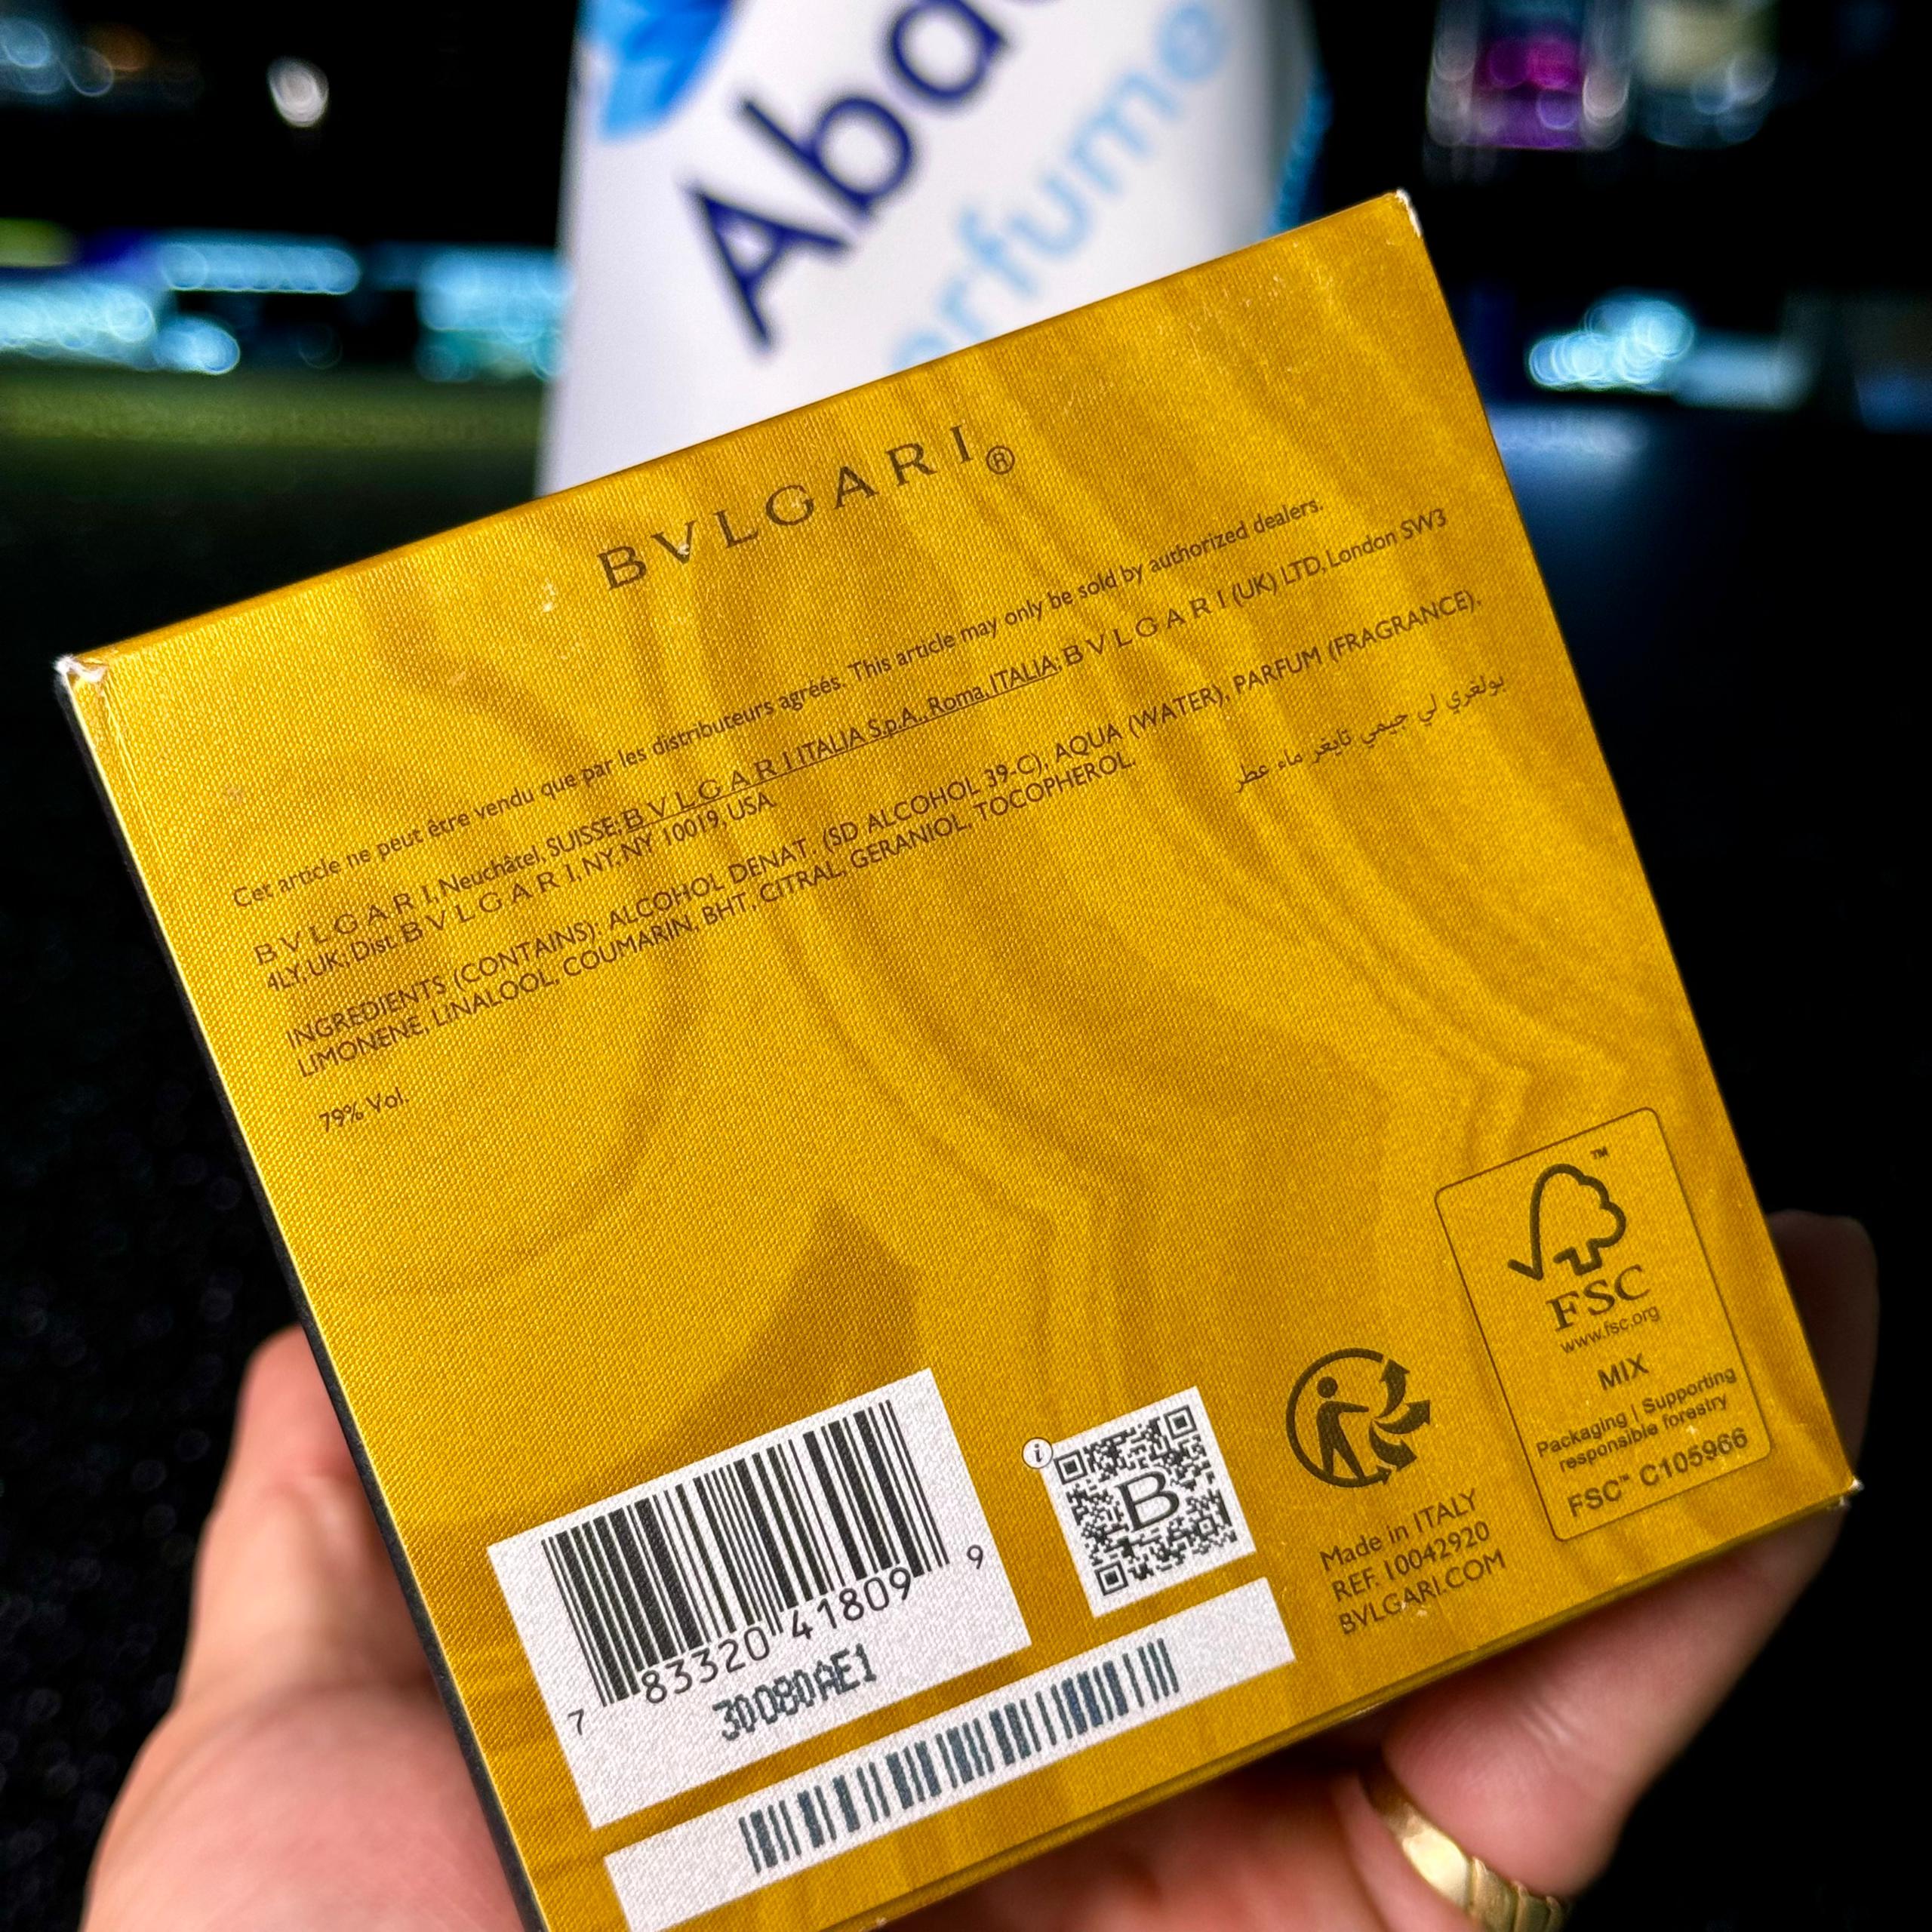 Aba
erfume
BVLGARI®
Cet article ne peut être vendu que par les distributeurs agréés. This article may only be sold by authorized dealers.
BVLGARI, Neuchâtel, SUISSE; BVLGARI ITALIA S.p.A., Roma, ITALIA; BVLGARI (UK) LTD, London SW3
4LY, UK; Dist. BVLGARI, NY, NY 10019, USA.
INGREDIENTS (CONTAINS): ALCOHOL DENAT. (SD ALCOHOL 39-C), AQUA (WATER), PARFUM (FRAGRANCE),
LIMONENE, LINALOOL, COUMARIN, BHT, CITRAL, GERANIOL, TOCOPHEROL.
بولغري لي جيمي تايغر ماء عطر
79% Vol.
FSC™
www.fsc.org
MIX
Packaging | Supporting
responsible forestry
FSC™ C105966
i
B
Made in ITALY
REF. 10042920
BVLGARI.COM
7 83320 41809 9
30080AE1